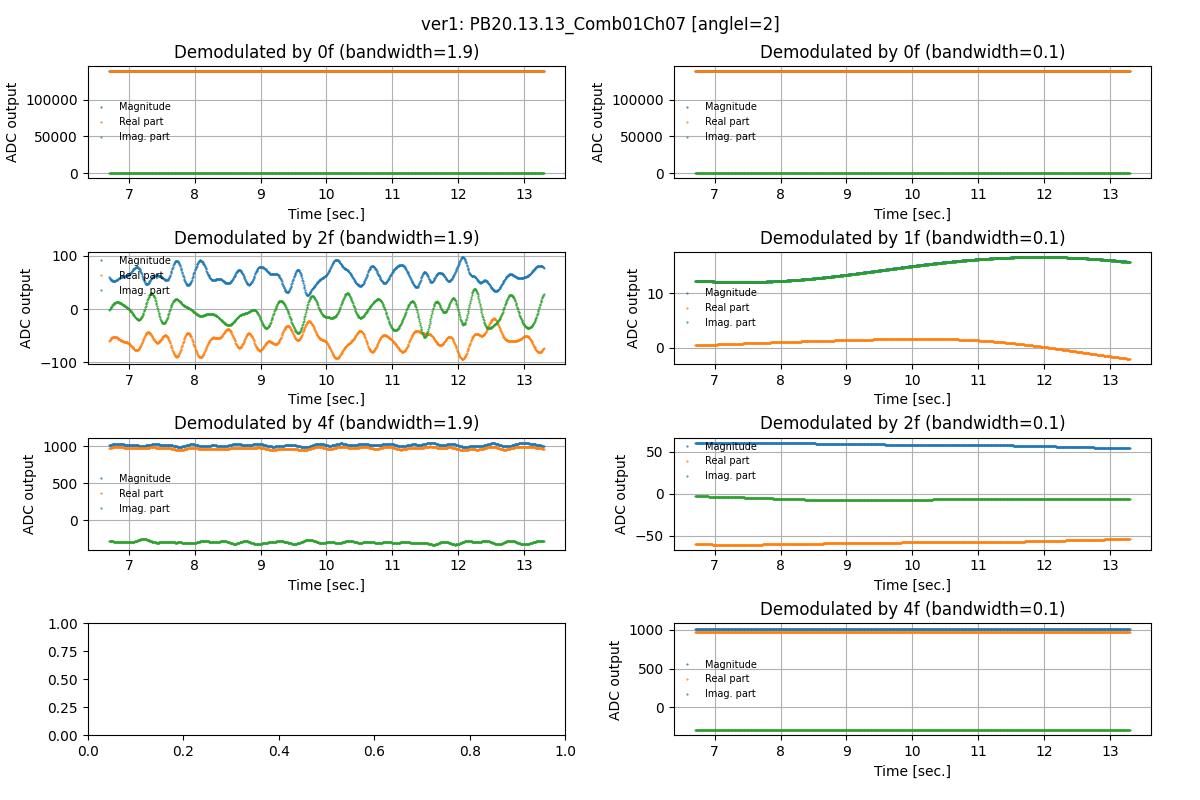 ver1: PB20.13.13_Comb01Ch07 [angleI=2]
Demodulated by 0f (bandwidth=1.9)
ADC output
100000
50000
0
Magnitude
Real part
Imag. part
7 8 9 10 11 12 13
Time [sec.]
Demodulated by 0f (bandwidth=0.1)
ADC output
100000
50000
0
Magnitude
Real part
Imag. part
7 8 9 10 11 12 13
Time [sec.]
Demodulated by 2f (bandwidth=1.9)
ADC output
100
0
−100
Magnitude
Real part
Imag. part
7 8 9 10 11 12 13
Time [sec.]
Demodulated by 1f (bandwidth=0.1)
ADC output
10
0
Magnitude
Real part
Imag. part
7 8 9 10 11 12 13
Time [sec.]
Demodulated by 4f (bandwidth=1.9)
ADC output
1000
500
0
Magnitude
Real part
Imag. part
7 8 9 10 11 12 13
Time [sec.]
Demodulated by 2f (bandwidth=0.1)
ADC output
50
0
−50
Magnitude
Real part
Imag. part
7 8 9 10 11 12 13
Time [sec.]
1.00
0.75
0.50
0.25
0.00
0.0 0.2 0.4 0.6 0.8 1.0
Demodulated by 4f (bandwidth=0.1)
ADC output
1000
500
0
Magnitude
Real part
Imag. part
7 8 9 10 11 12 13
Time [sec.]